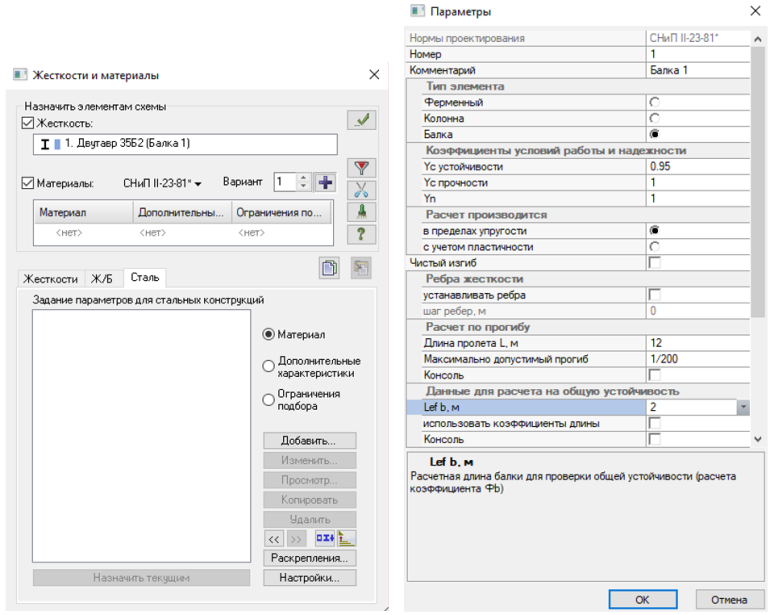 Жесткости и материалы
Назначить элементам схемы
Жесткость:
1. Двутавр 35Б2 (Балка 1)
Материалы:
СНиП II-23-81*
Вариант
1
Материал
Дополнительны...
Ограничения по...
<нет>
<нет>
<нет>
?
Жесткости
Ж/Б
Сталь
Задание параметров для стальных конструкций
Материал
Дополнительные
характеристики
Ограничения
подбора
Добавить...
Изменить...
Просмотр...
Копировать
Удалить
<<
>>
Раскрепления...
Назначить текущим
Настройки...
Параметры
Нормы проектирования СНиП II-23-81*
Номер 1
Комментарий Балка 1
Тип элемента
Ферменный
Колонна
Балка
Коэффициенты условий работы и надежности
Yc устойчивости 0.95
Yc прочности 1
Yn 1
Расчет производится
в пределах упругости
с учетом пластичности
Чистый изгиб
Ребра жесткости
устанавливать ребра
шаг ребер, м 0
Расчет по прогибу
Длина пролета L, м 12
Максимально допустимый прогиб 1/200
Консоль
Данные для расчета на общую устойчивость
Lef b, м 2
использовать коэффициенты длины
Консоль
Lef b, м
Расчетная длина балки для проверки общей устойчивости (расчета
коэффициента Фb)
OK
Отмена